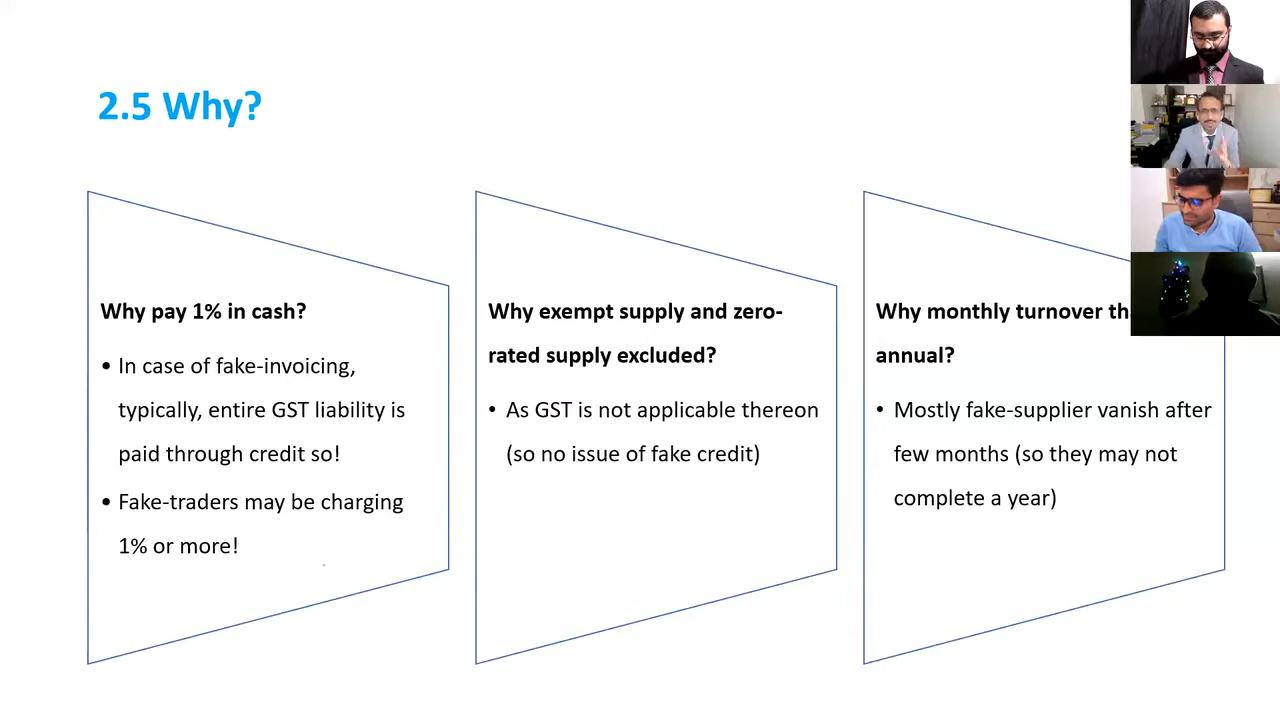 2.5 Why?
Why pay 1% in cash?
• In case of fake-invoicing,
typically, entire GST liability is
paid through credit so!
• Fake-traders may be charging
1% or more!
Why exempt supply and zero-
rated supply excluded?
• As GST is not applicable thereon
(so no issue of fake credit)
Why monthly turnover
annual?
• Mostly fake-supplier vanish after
few months (so they may not
complete a year)